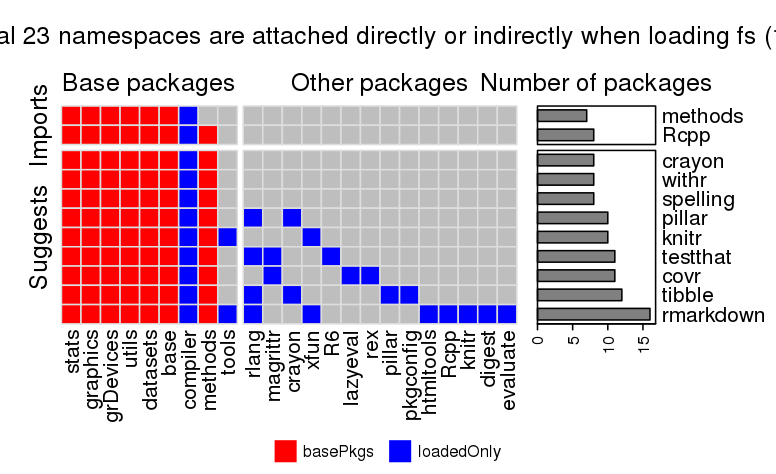 23 namespaces are attached directly or indirectly when loading fs (
Base packages
Other packages
Number of packages
Imports
Suggests
methods
Rcpp
crayon
withr
spelling
pillar
knitr
testthat
covr
tibble
rmarkdown
0
5
10
15
stats
graphics
grDevices
utils
datasets
base
compiler
methods
tools
rlang
magrittr
crayon
xfun
R6
lazyeval
rex
pillar
pkgconfig
htmltools
Rcpp
knitr
digest
evaluate
basePkgs
loadedOnly